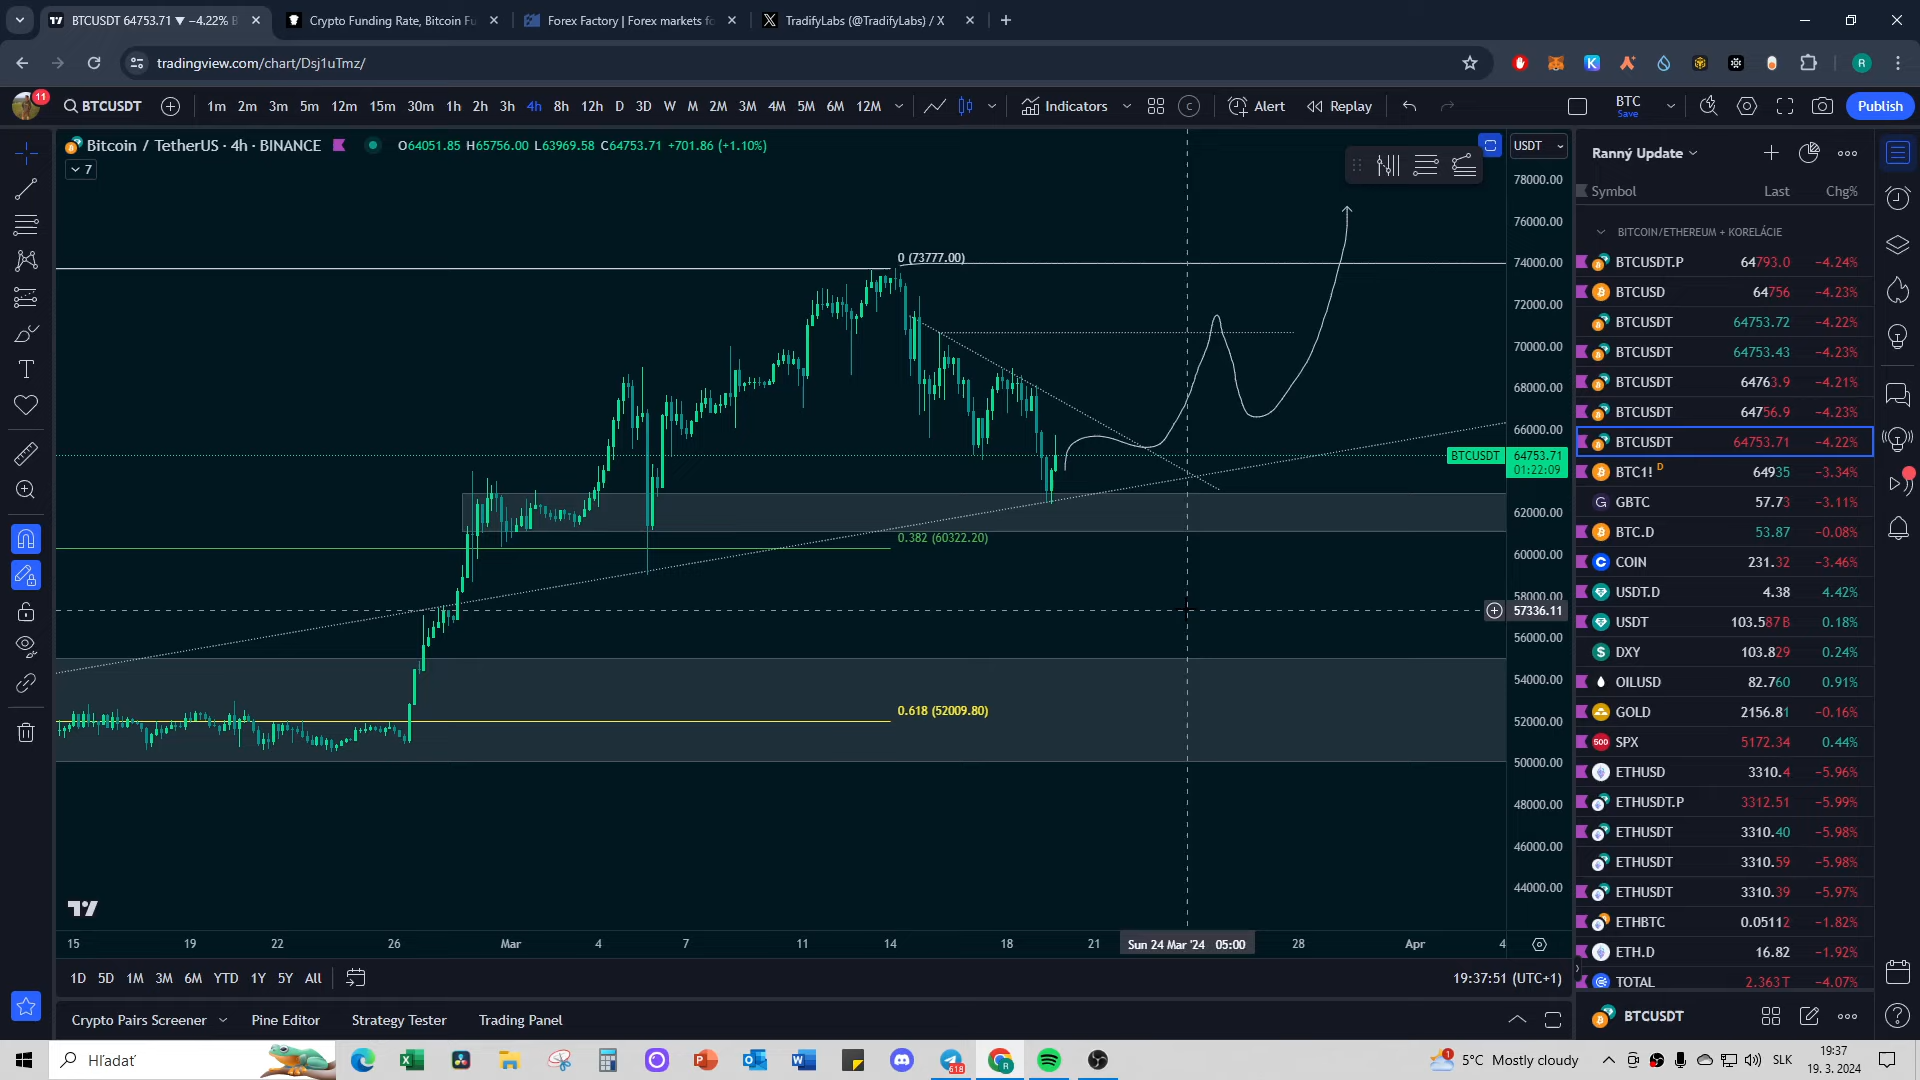 BTCUSDT 64753.71 ▼ −4.22%
Crypto Funding Rate, Bitcoin Fu
Forex Factory | Forex markets fo
TradifyLabs (@TradifyLabs) / X
tradingview.com/chart/Dsj1uTmz/
R
11
BTCUSDT
1m 2m 3m 5m 12m 15m 30m 1h 2h 3h 4h 8h 12h D 3D W M 2M 3M 4M 5M 6M 12M
Indicators
Alert
Replay
BTC
Save
Publish
Bitcoin / TetherUS · 4h · BINANCE
O64051.85 H65756.00 L63969.58 C64753.71 +701.86 (+1.10%)
7
USDT
78000.00
76000.00
74000.00
72000.00
70000.00
68000.00
66000.00
BTCUSDT 64753.71
01:22:09
62000.00
60000.00
58000.00
57336.11
56000.00
54000.00
52000.00
50000.00
48000.00
46000.00
44000.00
0 (73777.00)
0.382 (60322.20)
0.618 (52009.80)
15 19 22 26 Mar 4 7 11 14 18 21 Sun 24 Mar '24 05:00 28 Apr 4
1D 5D 1M 3M 6M YTD 1Y 5Y All
19:37:51 (UTC+1)
Crypto Pairs Screener
Pine Editor
Strategy Tester
Trading Panel
Ranný Update
Symbol Last Chg%
BITCOIN/ETHEREUM + KORELÁCIE
BTCUSDT.P 64793.0 −4.24%
BTCUSD 64756 −4.23%
BTCUSDT 64753.72 −4.22%
BTCUSDT 64753.43 −4.23%
BTCUSDT 64763.9 −4.21%
BTCUSDT 64756.9 −4.23%
BTCUSDT 64753.71 −4.22%
BTC1! D 64935 −3.34%
GBTC 57.73 −3.11%
BTC.D 53.87 −0.08%
COIN 231.32 −3.46%
USDT.D 4.38 4.42%
USDT 103.587B 0.18%
DXY 103.829 0.24%
OILUSD 82.760 0.91%
GOLD 2156.81 −0.16%
500 SPX 5172.34 0.44%
ETHUSD 3310.4 −5.96%
ETHUSDT.P 3312.51 −5.99%
ETHUSDT 3310.40 −5.98%
ETHUSDT 3310.59 −5.98%
ETHUSDT 3310.39 −5.97%
ETHBTC 0.05112 −1.82%
ETH.D 16.82 −1.92%
TOTAL 2.363T −4.07%
BTCUSDT
Hľadať
618
5°C Mostly cloudy
SLK
19:37
19. 3. 2024